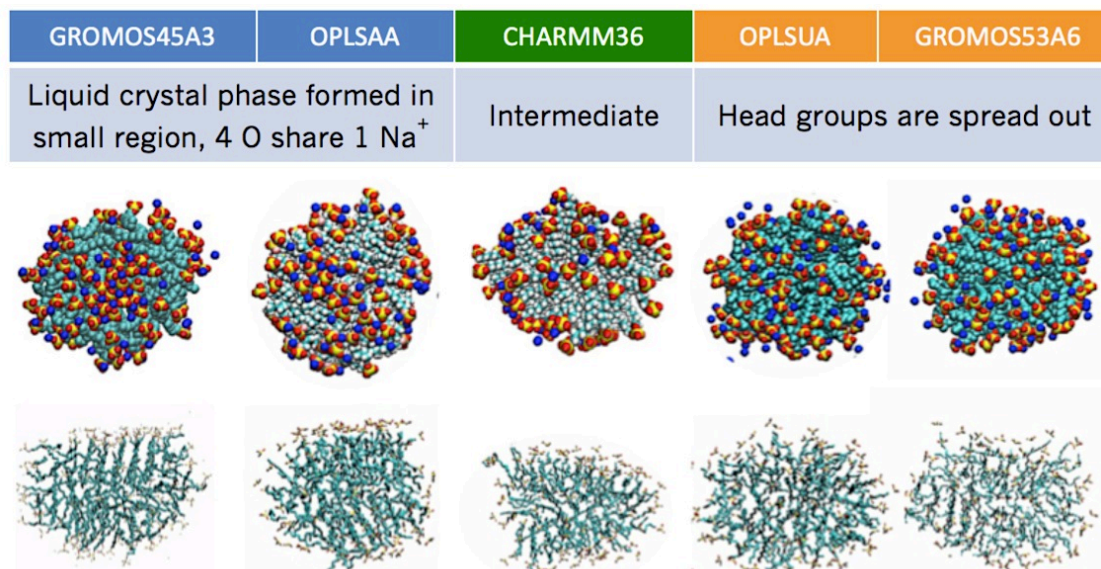 GROMOS45A3 OPLSAA CHARMM36 OPLSUA GROMOS53A6
Liquid crystal phase formed in
small region, 4 O share 1 Na⁺
Intermediate
Head groups are spread out